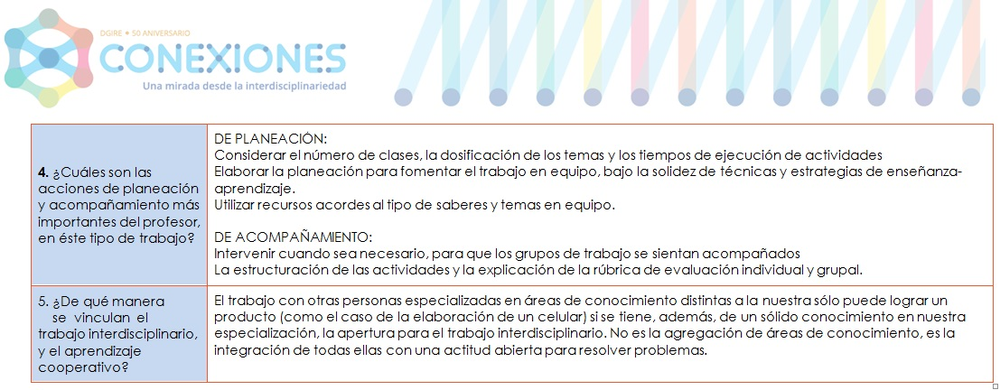 DGIRE • 50 ANIVERSARIO
CONEXIONES
Una mirada desde la interdisciplinariedad
4. ¿Cuáles son las
acciones de planeación
y acompañamiento más
importantes del profesor,
en éste tipo de trabajo?
DE PLANEACIÓN:
Considerar el número de clases, la dosificación de los temas y los tiempos de ejecución de actividades
Elaborar la planeación para fomentar el trabajo en equipo, bajo la solidez de técnicas y estrategias de enseñanza-
aprendizaje.
Utilizar recursos acordes al tipo de saberes y temas en equipo.
DE ACOMPAÑAMIENTO:
Intervenir cuando sea necesario, para que los grupos de trabajo se sientan acompañados
La estructuración de las actividades y la explicación de la rúbrica de evaluación individual y grupal.
5. ¿De qué manera
se vinculan el
trabajo interdisciplinario,
y el aprendizaje
cooperativo?
El trabajo con otras personas especializadas en áreas de conocimiento distintas a la nuestra sólo puede lograr un
producto (como el caso de la elaboración de un celular) si se tiene, además, de un sólido conocimiento en nuestra
especialización, la apertura para el trabajo interdisciplinario. No es la agregación de áreas de conocimiento, es la
integración de todas ellas con una actitud abierta para resolver problemas.